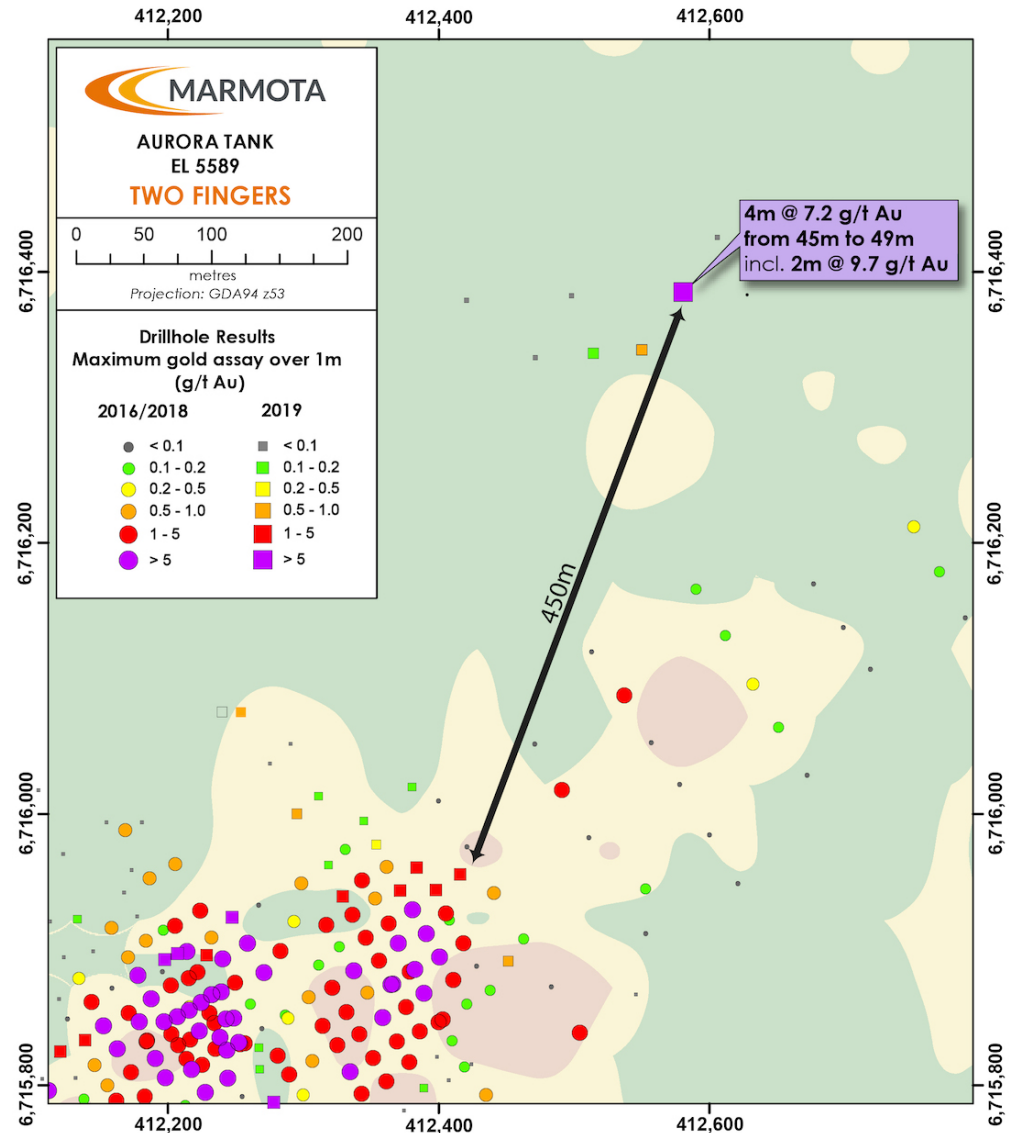 412,200
412,400
412,600
MARMOTA
AURORA TANK
EL 5589
TWO FINGERS
0 50 100 200
metres
Projection: GDA94 z53
Drillhole Results
Maximum gold assay over 1m
(g/t Au)
2016/2018 2019
< 0.1 < 0.1
0.1 - 0.2 0.1 - 0.2
0.2 - 0.5 0.2 - 0.5
0.5 - 1.0 0.5 - 1.0
1 - 5 1 - 5
> 5 > 5
4m @ 7.2 g/t Au
from 45m to 49m
incl. 2m @ 9.7 g/t Au
450m
6,716,400
6,716,200
6,716,000
6,715,800
6,716,400
6,716,200
6,716,000
6,715,800
412,200
412,400
412,600